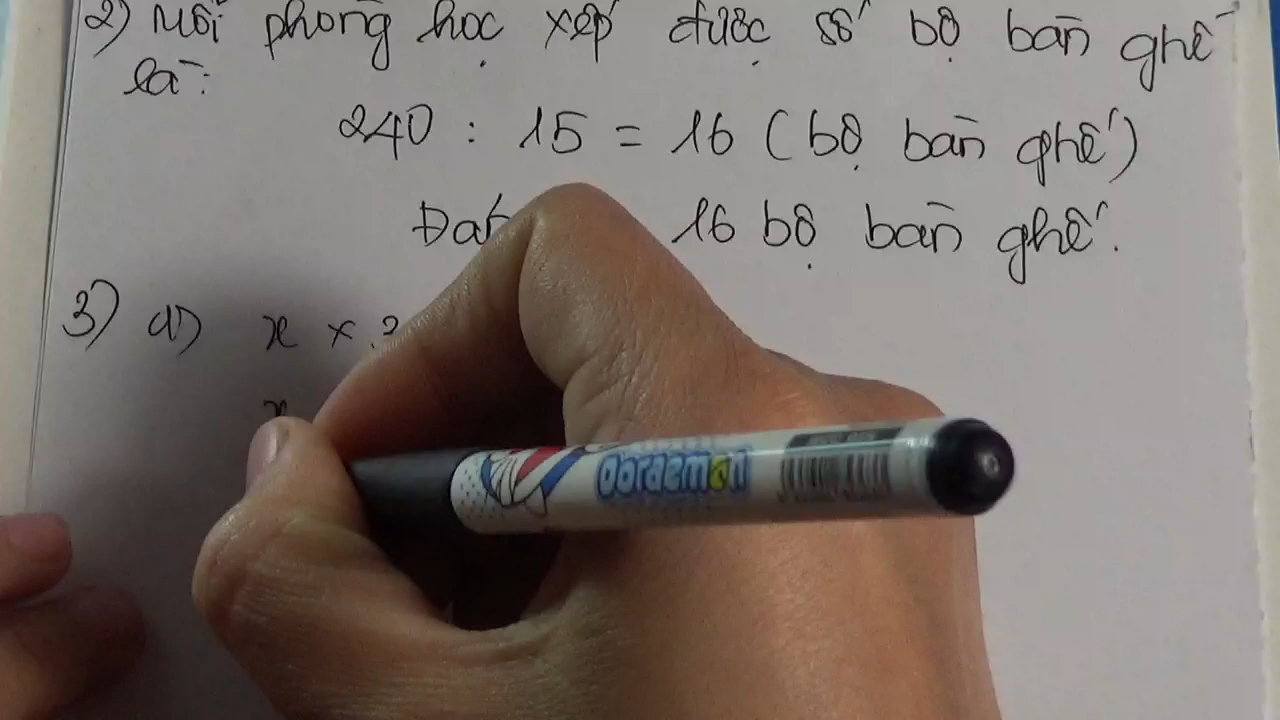 2) Mỗi phòng học xếp được số bộ bàn ghế
là:
240 : 15 = 16 (bộ bàn ghế)
16 bộ bàn ghế.
3) a) x ×
x
Doraemon